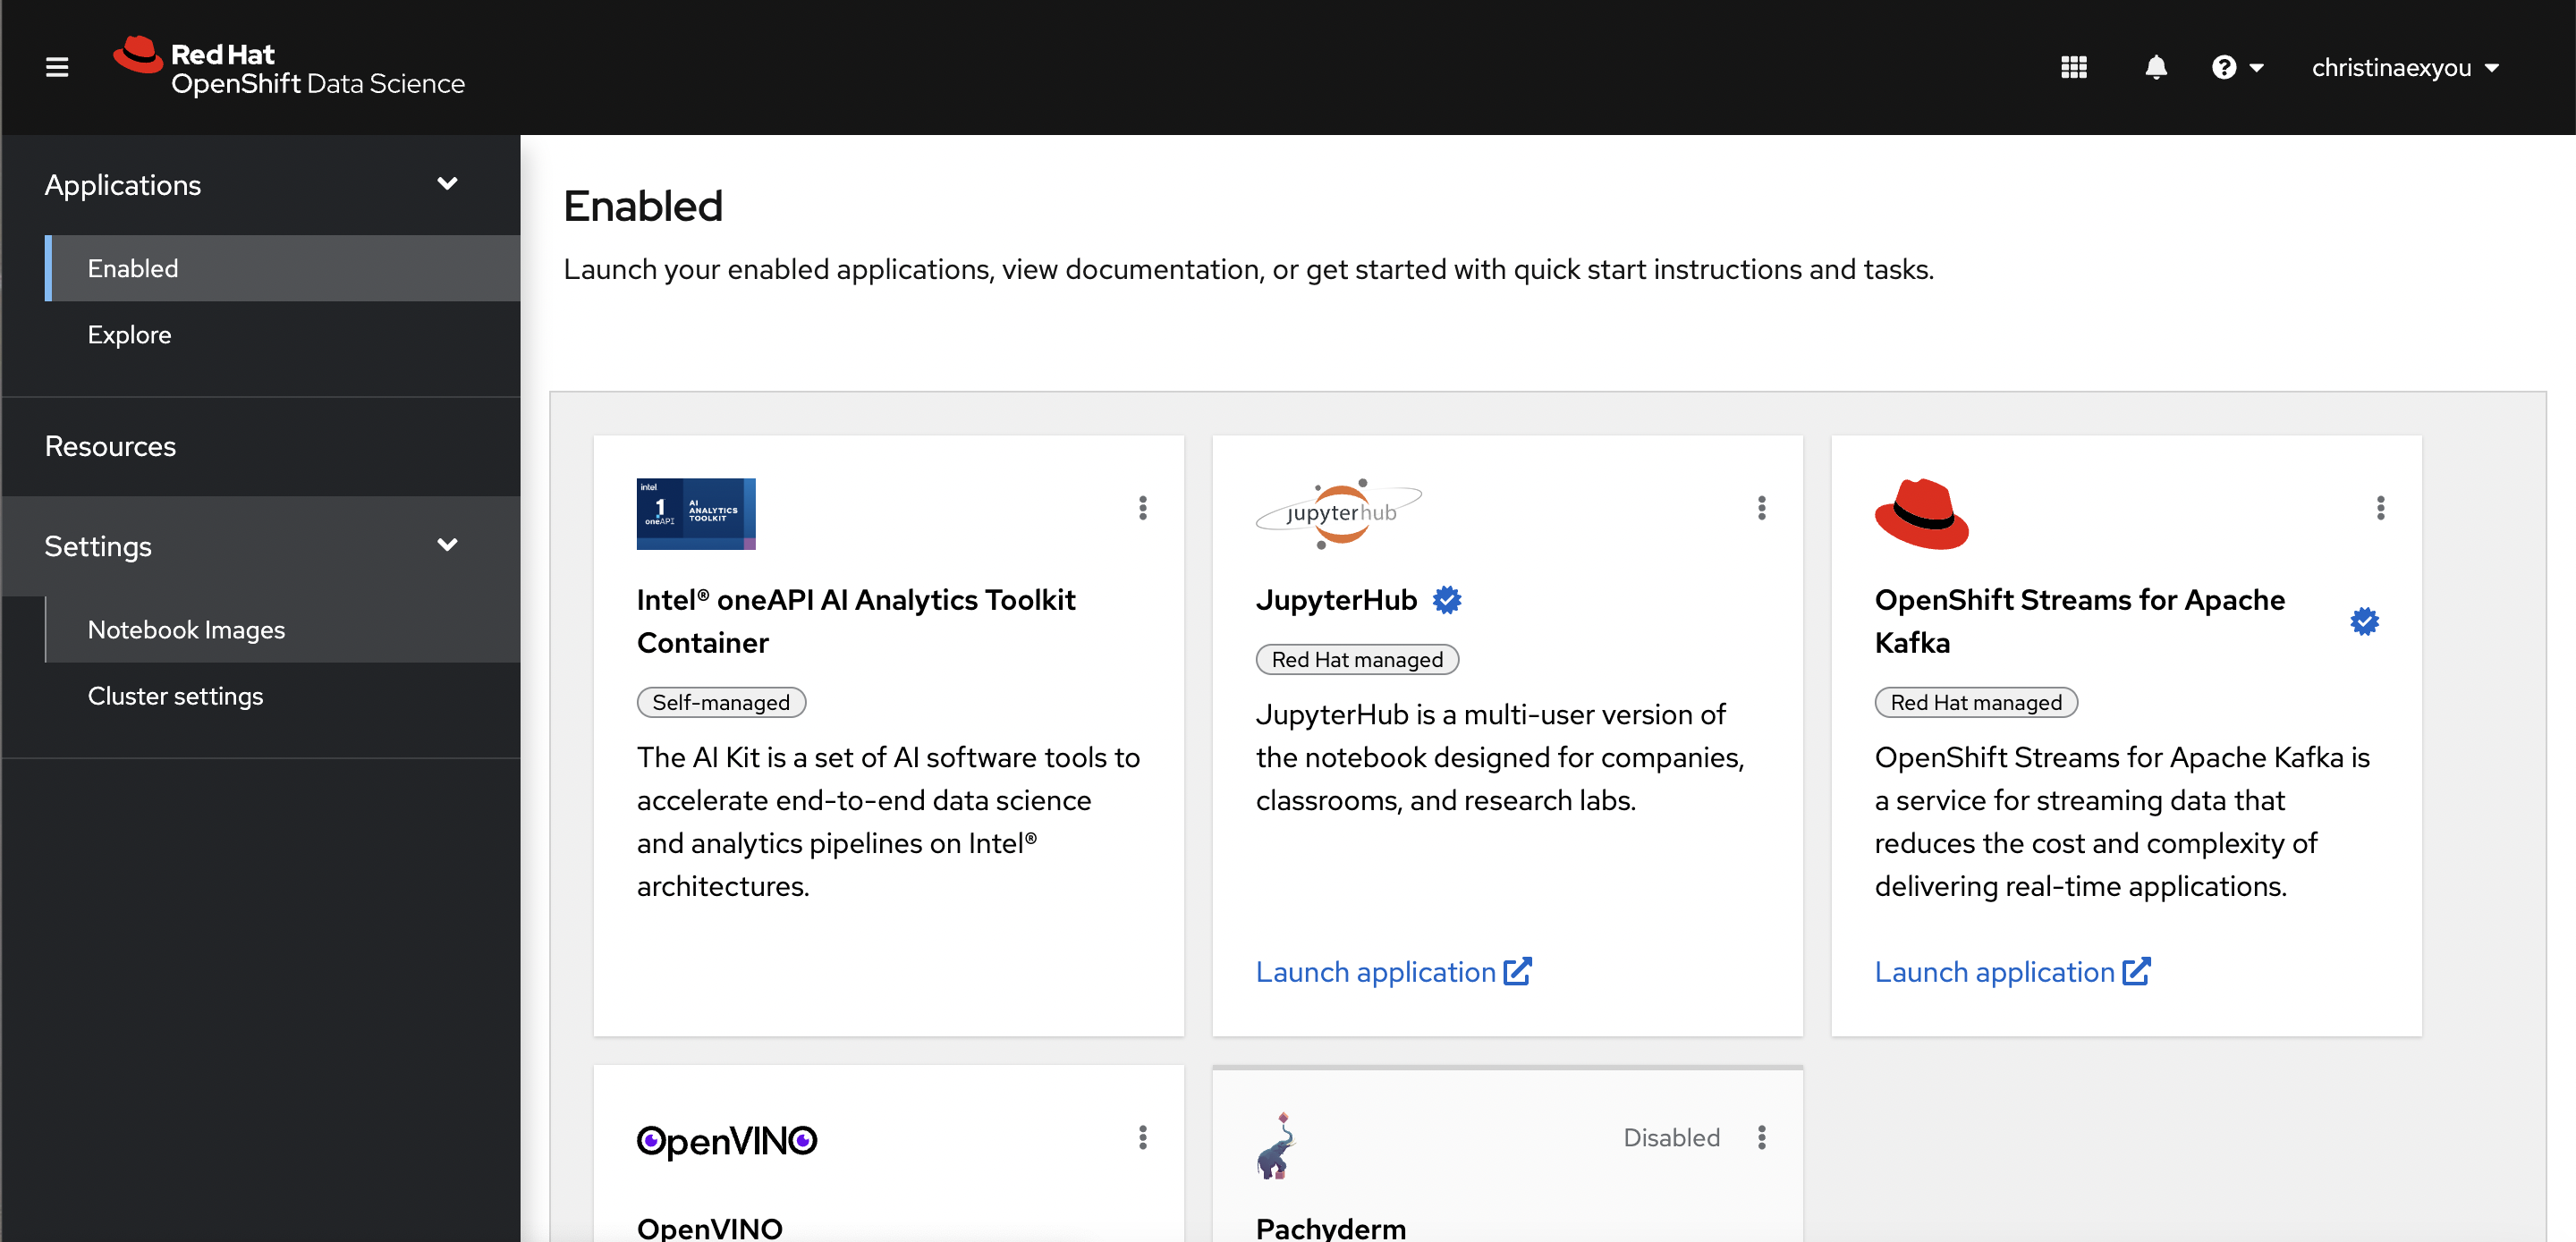 Red Hat
OpenShift Data Science
christinaexyou
Applications
Enabled
Explore
Resources
Settings
Notebook Images
Cluster settings
Enabled
Launch your enabled applications, view documentation, or get started with quick start instructions and tasks.
intel
1
oneAPI
AI
ANALYTICS
TOOLKIT
Intel® oneAPI AI Analytics Toolkit
Container
Self-managed
The AI Kit is a set of AI software tools to
accelerate end-to-end data science
and analytics pipelines on Intel®
architectures.
jupyterhub
JupyterHub
Red Hat managed
JupyterHub is a multi-user version of
the notebook designed for companies,
classrooms, and research labs.
Launch application
OpenShift Streams for Apache
Kafka
Red Hat managed
OpenShift Streams for Apache Kafka is
a service for streaming data that
reduces the cost and complexity of
delivering real-time applications.
Launch application
OpenVINO
OpenVINO
Disabled
Pachyderm